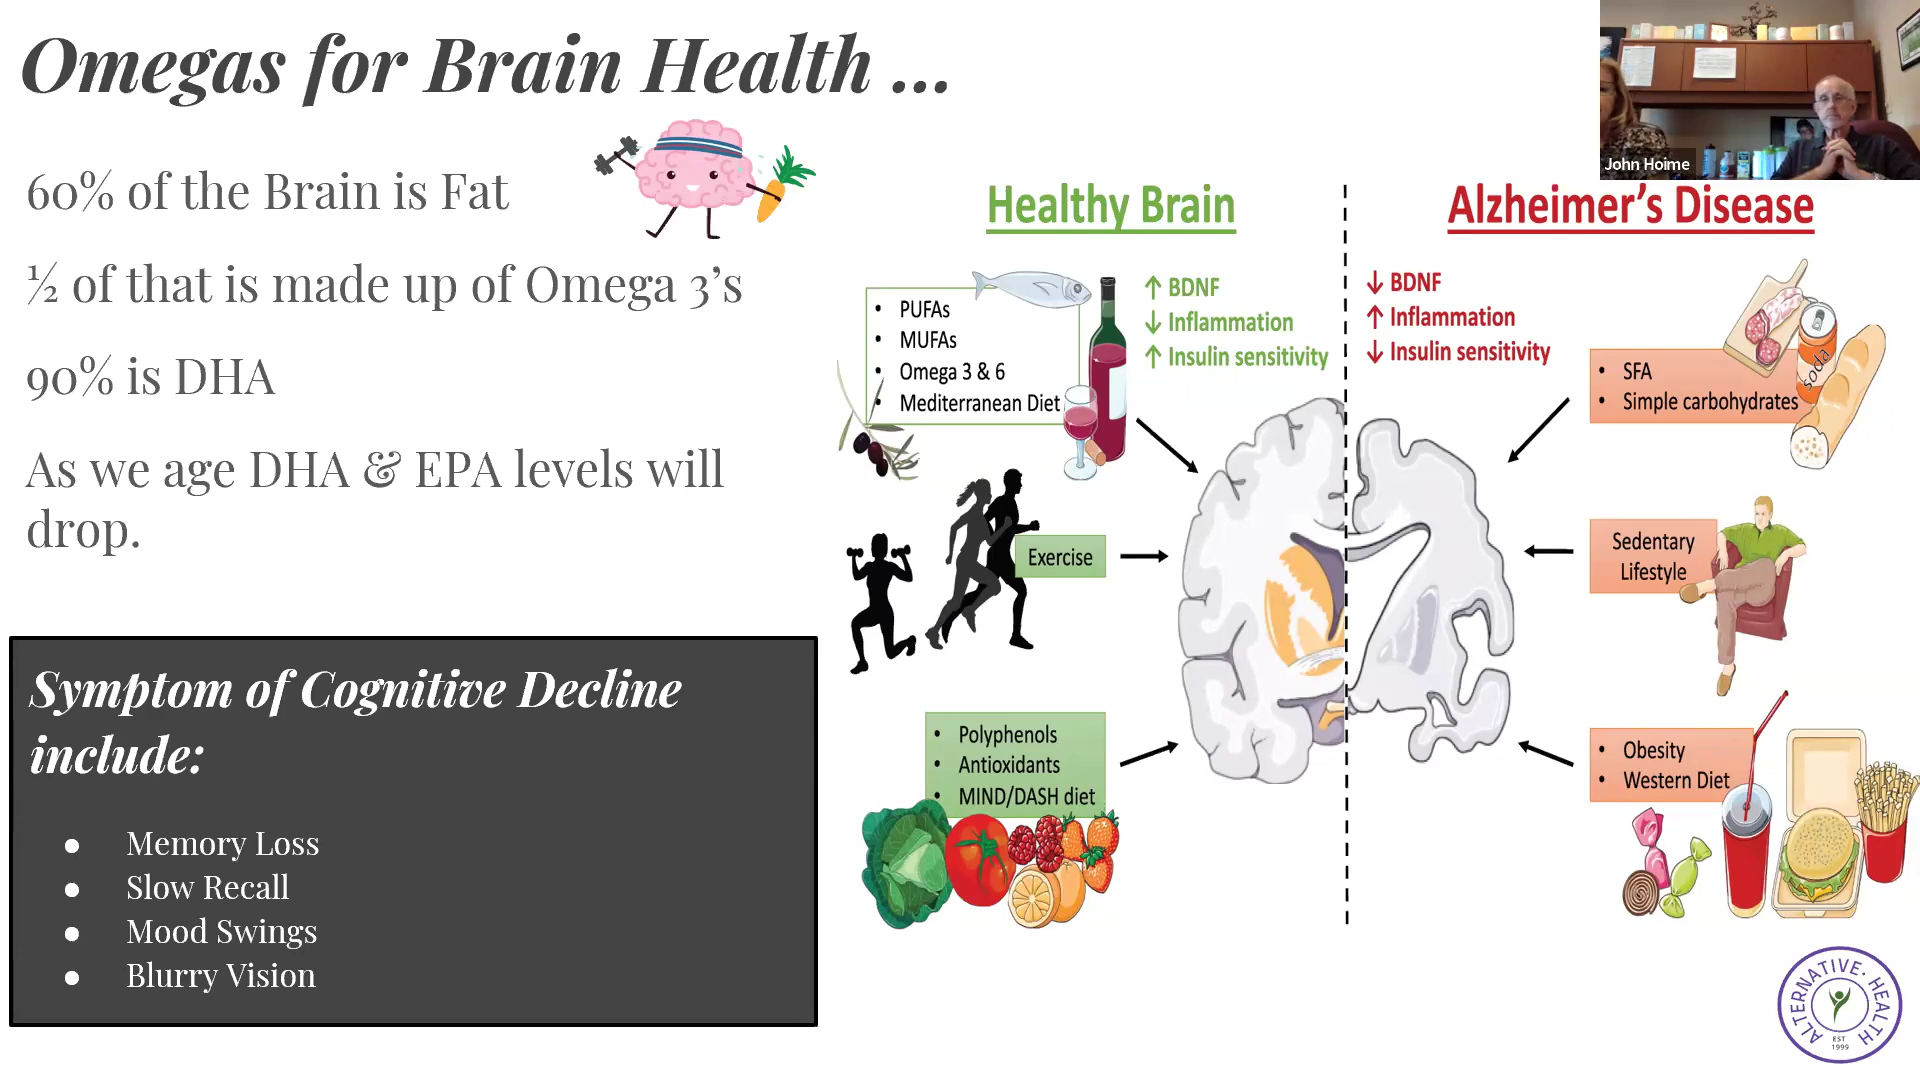 Omegas for Brain Health ...
60% of the Brain is Fat
½ of that is made up of Omega 3's
90% is DHA
As we age DHA & EPA levels will
drop.
Symptom of Cognitive Decline
include:
● Memory Loss
● Slow Recall
● Mood Swings
● Blurry Vision
Healthy Brain
• PUFAs
• MUFAs
• Omega 3 & 6
• Mediterranean Diet
↑ BDNF
↓ Inflammation
↑ Insulin sensitivity
Exercise
• Polyphenols
• Antioxidants
• MIND/DASH diet
Alzheimer's Disease
↓ BDNF
↑ Inflammation
↓ Insulin sensitivity
• SFA
• Simple carbohydrates
soda
Sedentary
Lifestyle
• Obesity
• Western Diet
John Hoime
ALTERNATIVE · HEALTH
EST
1999